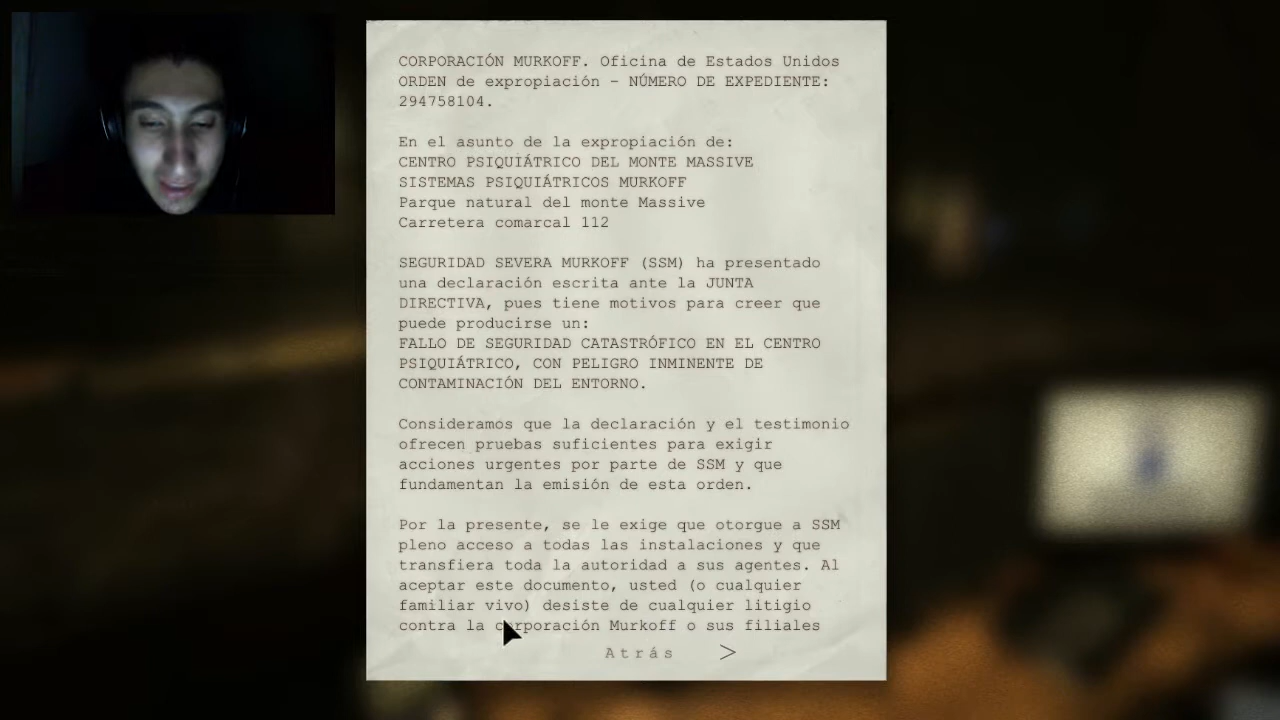 CORPORACIÓN MURKOFF. Oficina de Estados Unidos
ORDEN de expropiación - NÚMERO DE EXPEDIENTE:
294758104.
En el asunto de la expropiación de:
CENTRO PSIQUIÁTRICO DEL MONTE MASSIVE
SISTEMAS PSIQUIÁTRICOS MURKOFF
Parque natural del monte Massive
Carretera comarcal 112
SEGURIDAD SEVERA MURKOFF (SSM) ha presentado
una declaración escrita ante la JUNTA
DIRECTIVA, pues tiene motivos para creer que
puede producirse un:
FALLO DE SEGURIDAD CATASTRÓFICO EN EL CENTRO
PSIQUIÁTRICO, CON PELIGRO INMINENTE DE
CONTAMINACIÓN DEL ENTORNO.
Consideramos que la declaración y el testimonio
ofrecen pruebas suficientes para exigir
acciones urgentes por parte de SSM y que
fundamentan la emisión de esta orden.
Por la presente, se le exige que otorgue a SSM
pleno acceso a todas las instalaciones y que
transfiera toda la autoridad a sus agentes. Al
aceptar este documento, usted (o cualquier
familiar vivo) desiste de cualquier litigio
contra la corporación Murkoff o sus filiales
Atrás >